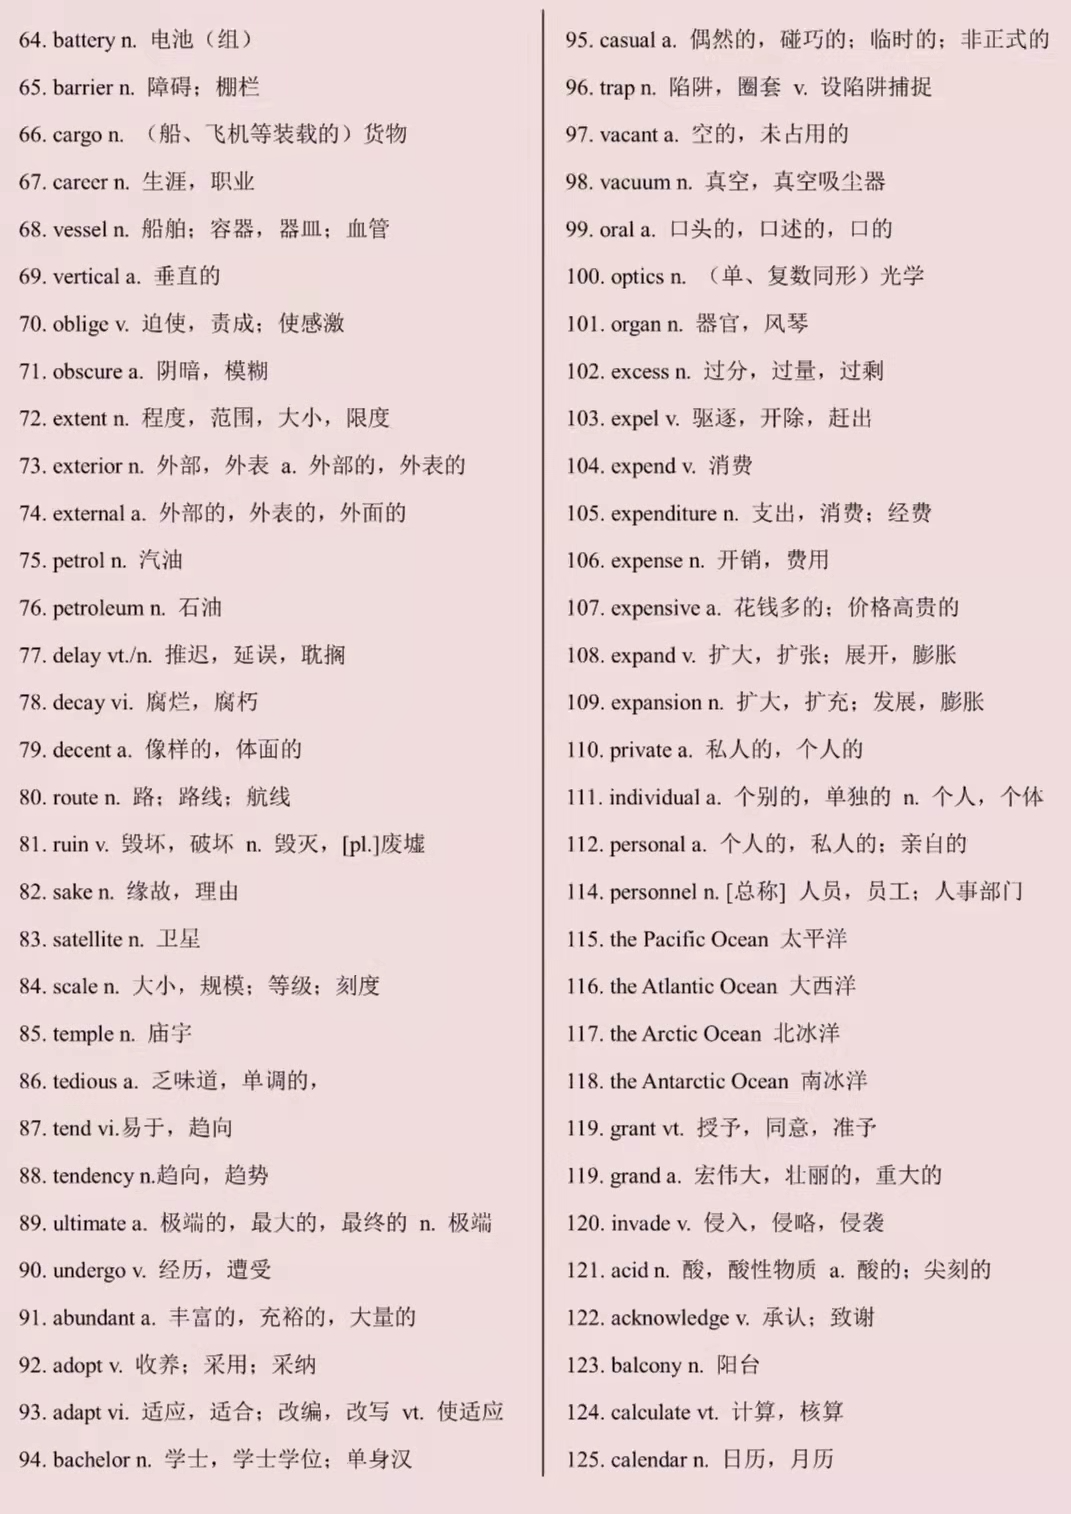 64. battery n. 电池（组）
65. barrier n. 障碍；棚栏
66. cargo n. （船、飞机等装载的）货物
67. career n. 生涯，职业
68. vessel n. 船舶；容器，器皿；血管
69. vertical a. 垂直的
70. oblige v. 迫使，责成；使感激
71. obscure a. 阴暗，模糊
72. extent n. 程度，范围，大小，限度
73. exterior n. 外部，外表 a. 外部的，外表的
74. external a. 外部的，外表的，外面的
75. petrol n. 汽油
76. petroleum n. 石油
77. delay vt./n. 推迟，延误，耽搁
78. decay vi. 腐烂，腐朽
79. decent a. 像样的，体面的
80. route n. 路；路线；航线
81. ruin v. 毁坏，破坏 n. 毁灭，[pl.]废墟
82. sake n. 缘故，理由
83. satellite n. 卫星
84. scale n. 大小，规模；等级；刻度
85. temple n. 庙宇
86. tedious a. 乏味道，单调的，
87. tend vi.易于，趋向
88. tendency n.趋向，趋势
89. ultimate a. 极端的，最大的，最终的 n. 极端
90. undergo v. 经历，遭受
91. abundant a. 丰富的，充裕的，大量的
92. adopt v. 收养；采用；采纳
93. adapt vi. 适应，适合；改编，改写 vt. 使适应
94. bachelor n. 学士，学士学位；单身汉
95. casual a. 偶然的，碰巧的；临时的；非正式的
96. trap n. 陷阱，圈套 v. 设陷阱捕捉
97. vacant a. 空的，未占用的
98. vacuum n. 真空，真空吸尘器
99. oral a. 口头的，口述的，口的
100. optics n. （单、复数同形）光学
101. organ n. 器官，风琴
102. excess n. 过分，过量，过剩
103. expel v. 驱逐，开除，赶出
104. expend v. 消费
105. expenditure n. 支出，消费；经费
106. expense n. 开销，费用
107. expensive a. 花钱多的；价格高贵的
108. expand v. 扩大，扩张；展开，膨胀
109. expansion n. 扩大，扩充；发展，膨胀
110. private a. 私人的，个人的
111. individual a. 个别的，单独的 n. 个人，个体
112. personal a. 个人的，私人的；亲自的
114. personnel n. [总称] 人员，员工；人事部门
115. the Pacific Ocean 太平洋
116. the Atlantic Ocean 大西洋
117. the Arctic Ocean 北冰洋
118. the Antarctic Ocean 南冰洋
119. grant vt. 授予，同意，准予
119. grand a. 宏伟大，壮丽的，重大的
120. invade v. 侵入，侵略，侵袭
121. acid n. 酸，酸性物质 a. 酸的；尖刻的
122. acknowledge v. 承认；致谢
123. balcony n. 阳台
124. calculate vt. 计算，核算
125. calendar n. 日历，月历